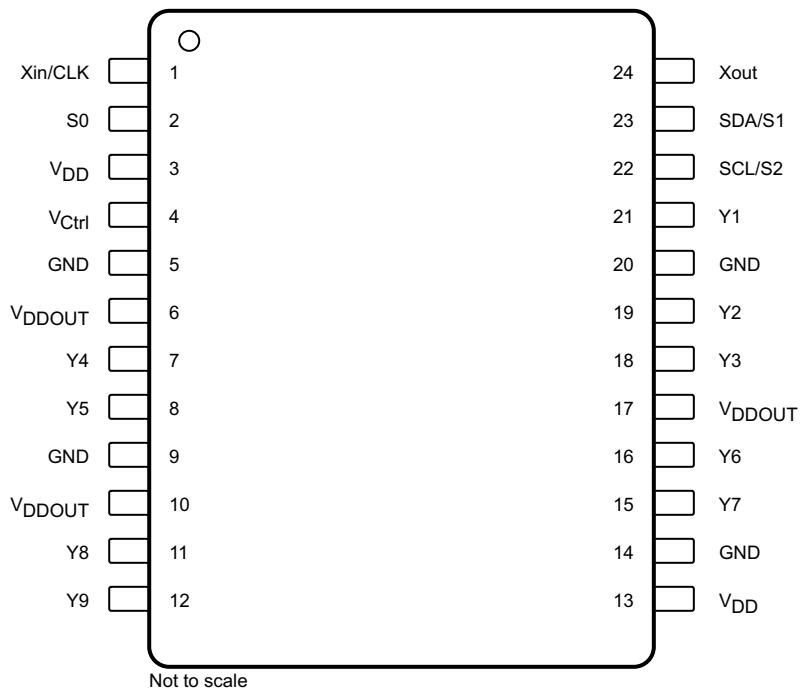 Xin/CLK 1 24 Xout
S0 2 23 SDA/S1
VDD 3 22 SCL/S2
VCtrl 4 21 Y1
GND 5 20 GND
VDDOUT 6 19 Y2
Y4 7 18 Y3
Y5 8 17 VDDOUT
GND 9 16 Y6
VDDOUT 10 15 Y7
Y8 11 14 GND
Y9 12 13 VDD
Not to scale